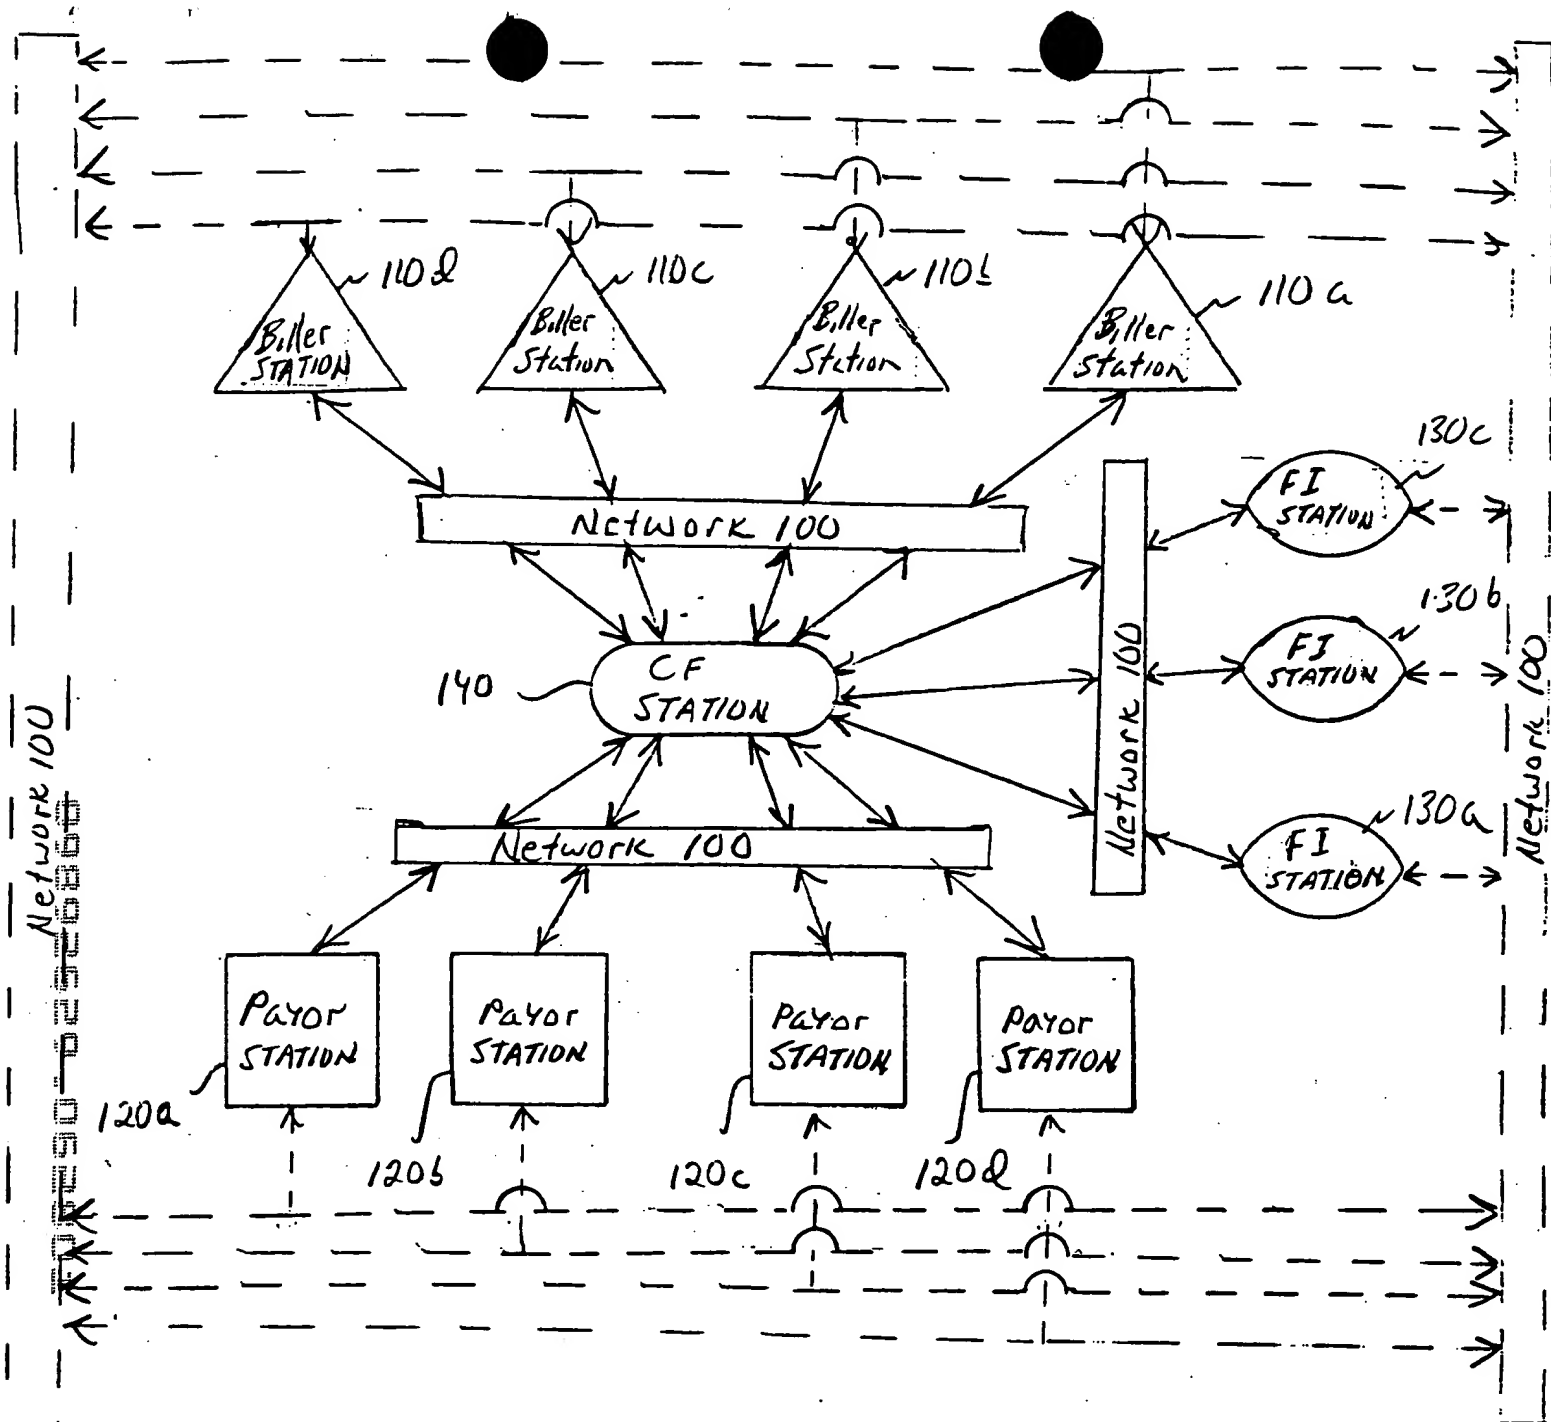 110d
110c
110b
110a
Biller
STATION
Biller
Station
Biller
Station
Biller
Station
130c
FI
STATION
Network 100
130b
FI
STATION
CF
STATION
140
Network 100
Network 100
Network 100
Network 100
130a
FI
STATION
Network 100
Payor
STATION
Payor
STATION
Payor
STATION
Payor
STATION
120a
120b
120c
120d